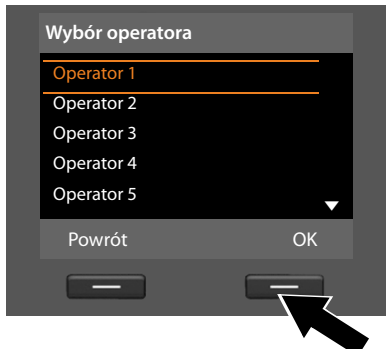 Wybór operatora
Operator 1
Operator 2
Operator 3
Operator 4
Operator 5
Powrót OK